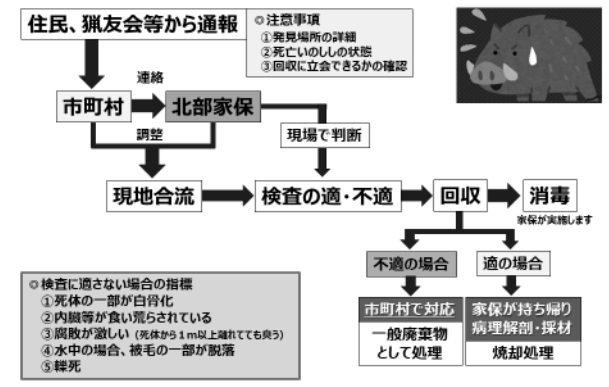 住民、猟友会等から通報
◎注意事項
①発見場所の詳細
②死亡いのししの状態
③回収に立会できるかの確認
連絡
市町村
北部家保
調整
現場で判断
現地合流
検査の適・不適
回収
消毒
家保が実施します
不適の場合
適の場合
市町村で対応
一般廃棄物
として処理
家保が持ち帰り
病理解剖・採材
焼却処理
◎検査に適さない場合の指標
①死体の一部が白骨化
②内臓等が食い荒らされている
③腐敗が激しい（死体から１ｍ以上離れてても臭う）
④水中の場合、被毛の一部が脱落
⑤轢死